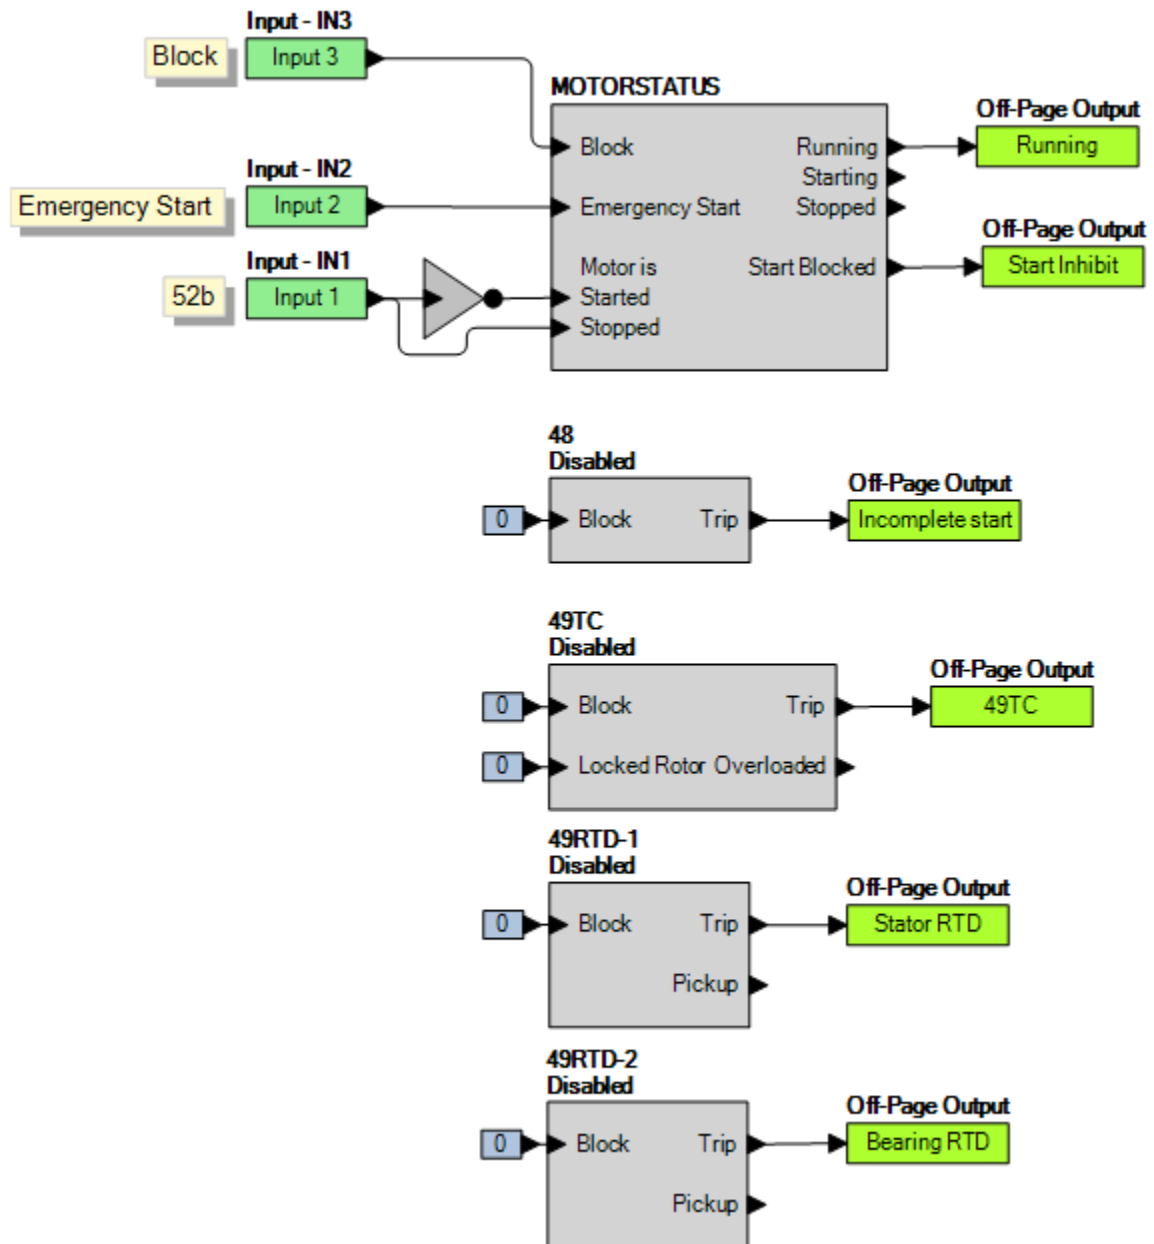 Input - IN3
Block
Input 3
MOTORSTATUS
Off-Page Output
Block
Running
Running
Input - IN2
Starting
Emergency Start
Input 2
Emergency Start
Stopped
Off-Page Output
Input - IN1
Motor is
Start Blocked
Start Inhibit
52b
Input 1
Started
Stopped
48
Disabled
Off-Page Output
0
Block
Trip
Incomplete start
49TC
Disabled
Off-Page Output
0
Block
Trip
49TC
0
Locked Rotor
Overloaded
49RTD-1
Disabled
Off-Page Output
0
Block
Trip
Stator RTD
Pickup
49RTD-2
Disabled
Off-Page Output
0
Block
Trip
Bearing RTD
Pickup